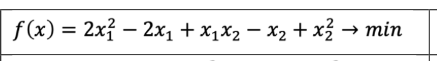 f(x) = 2x₁² − 2x₁ + x₁x₂ − x₂ + x₂² → min